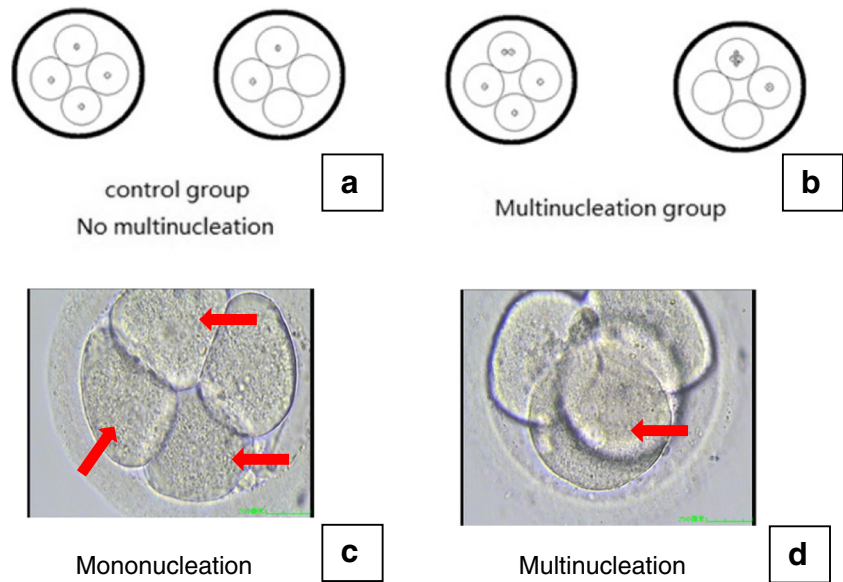 control group
No multinucleation
a
Multinucleation group
b
Mononucleation
c
Multinucleation
d